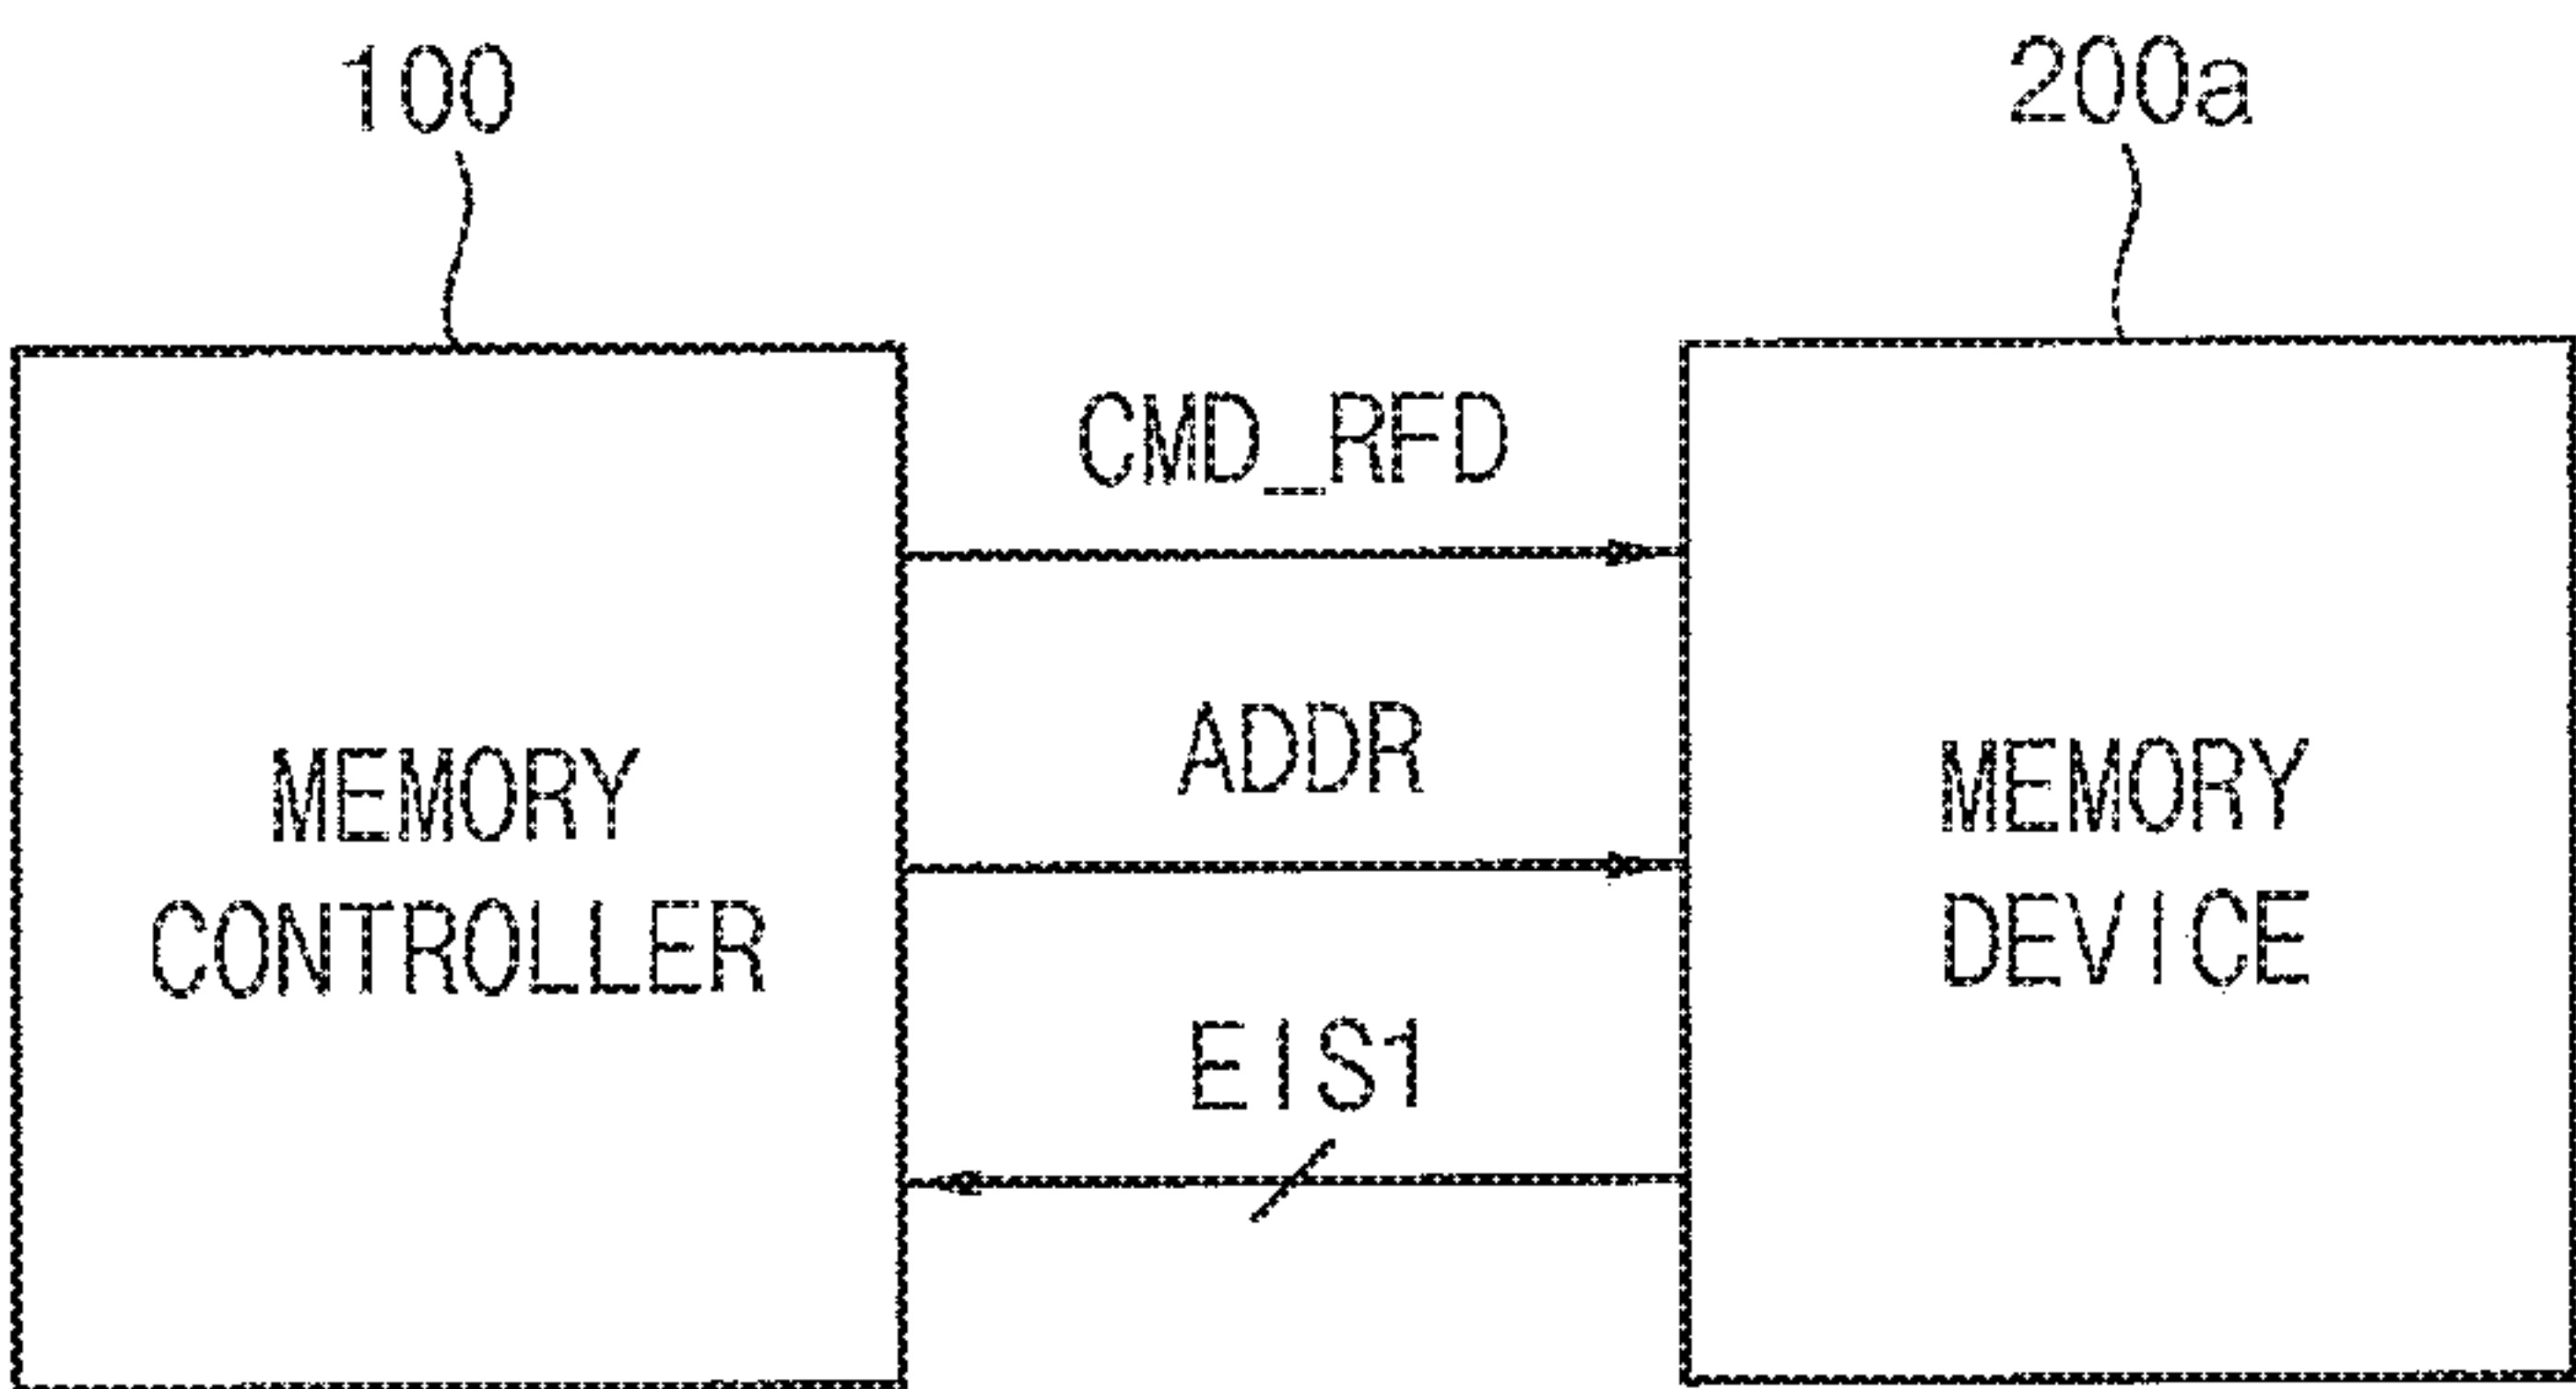 100
200a
CMD_RFD
ADDR
EIS1
MEMORY
CONTROLLER
MEMORY
DEVICE